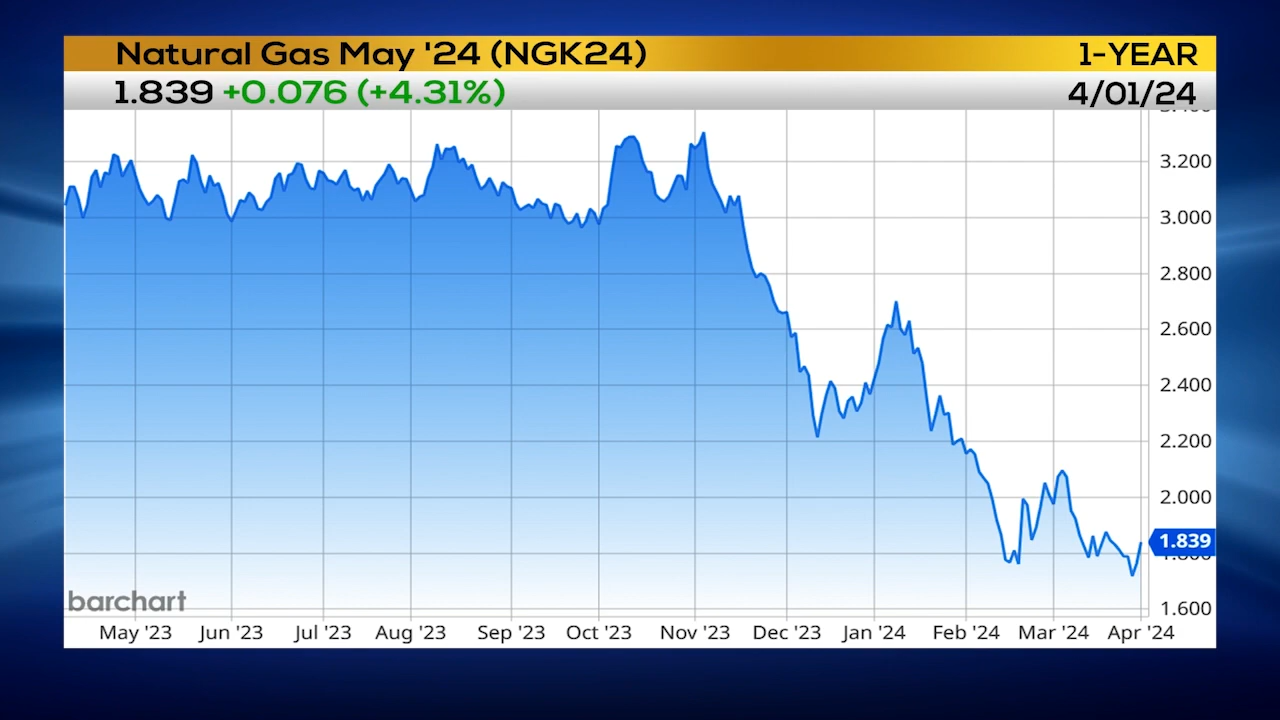 Natural Gas May '24 (NGK24) 1-YEAR
1.839 +0.076 (+4.31%) 4/01/24
3.200
3.000
2.800
2.600
2.400
2.200
2.000
1.839
1.600
barchart
May '23 Jun '23 Jul '23 Aug '23 Sep '23 Oct '23 Nov '23 Dec '23 Jan '24 Feb '24 Mar '24 Apr '24